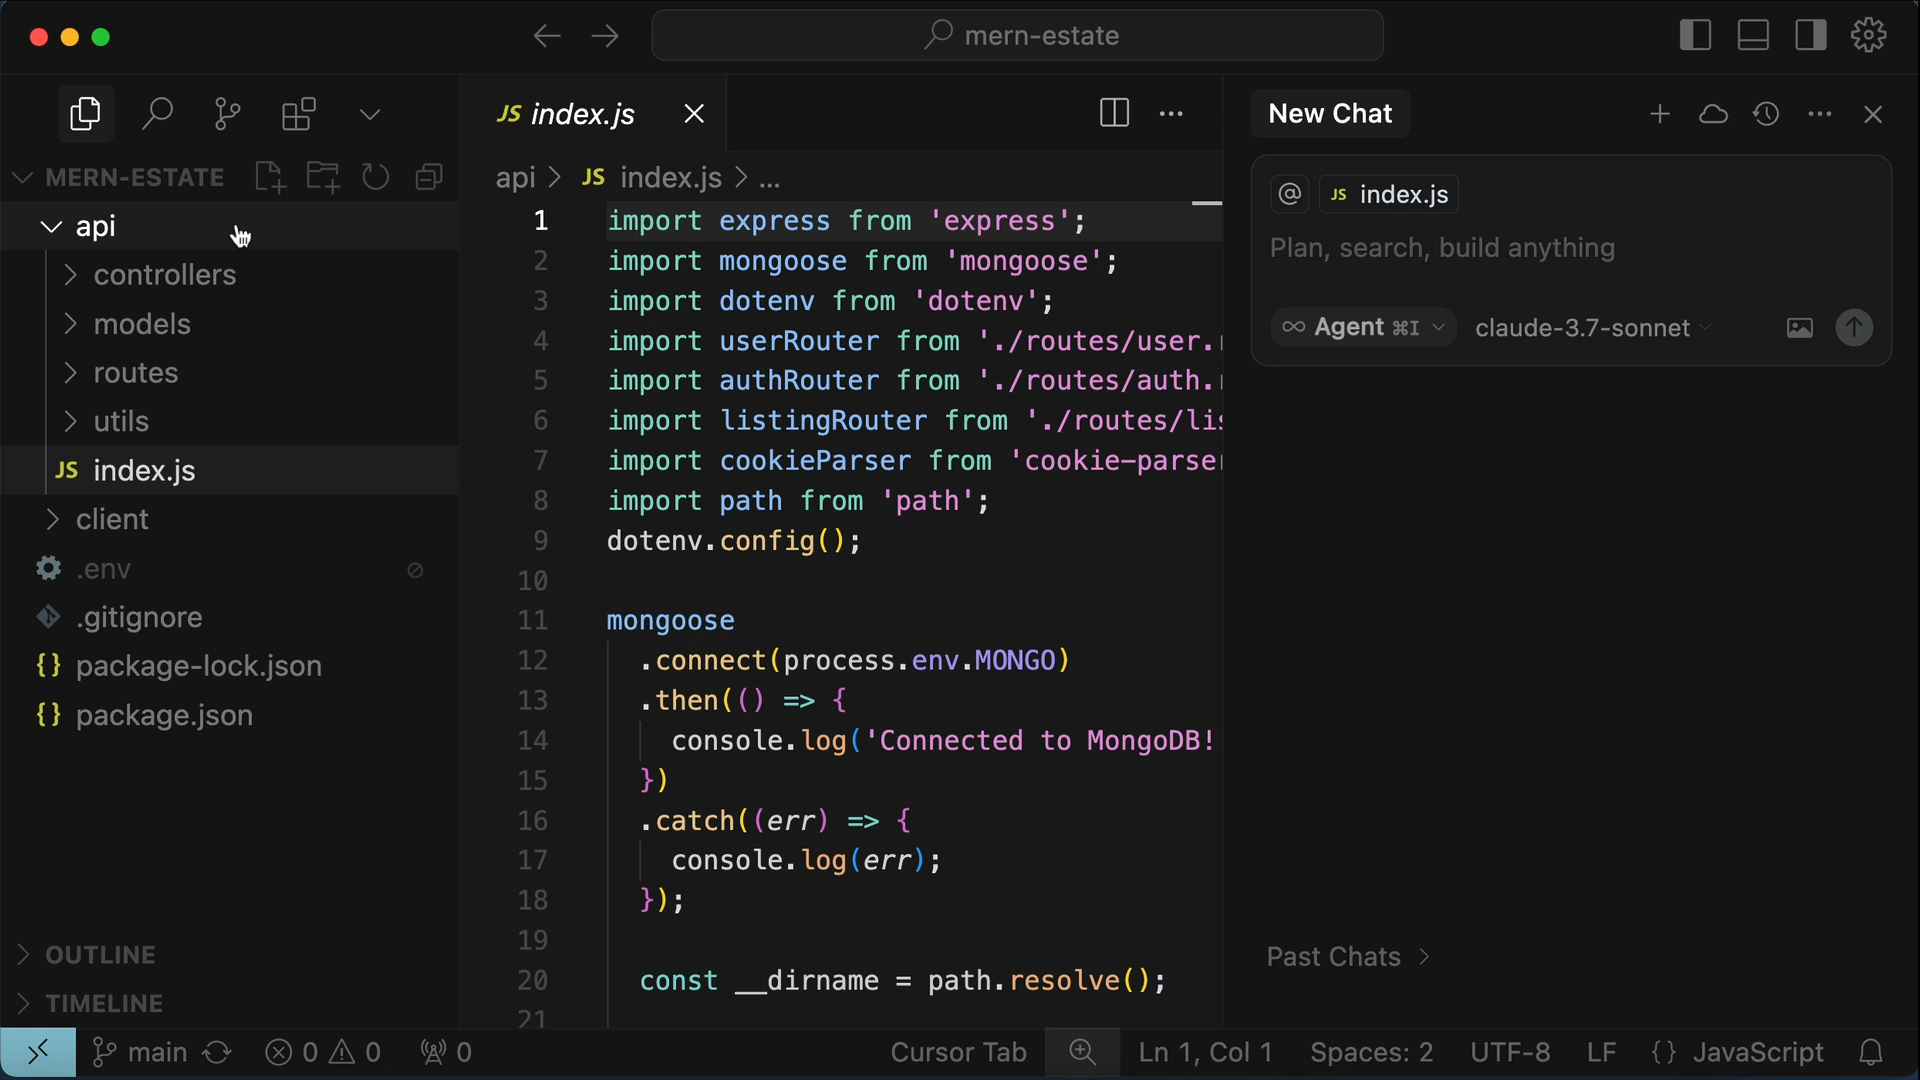 mern-estate
JS index.js
New Chat
MERN-ESTATE
api > JS index.js > ...
api
controllers
models
routes
utils
JS index.js
client
.env
.gitignore
{} package-lock.json
{} package.json
OUTLINE
TIMELINE
1 import express from 'express';
2 import mongoose from 'mongoose';
3 import dotenv from 'dotenv';
4 import userRouter from './routes/user.
5 import authRouter from './routes/auth.
6 import listingRouter from './routes/lis
7 import cookieParser from 'cookie-parser
8 import path from 'path';
9 dotenv.config();
10
11 mongoose
12 .connect(process.env.MONGO)
13 .then(() => {
14 console.log('Connected to MongoDB!
15 })
16 .catch((err) => {
17 console.log(err);
18 });
19
20 const __dirname = path.resolve();
21
@ JS index.js
Plan, search, build anything
∞ Agent ⌘I claude-3.7-sonnet
Past Chats >
main 0 0 0 Cursor Tab Ln 1, Col 1 Spaces: 2 UTF-8 LF {} JavaScript